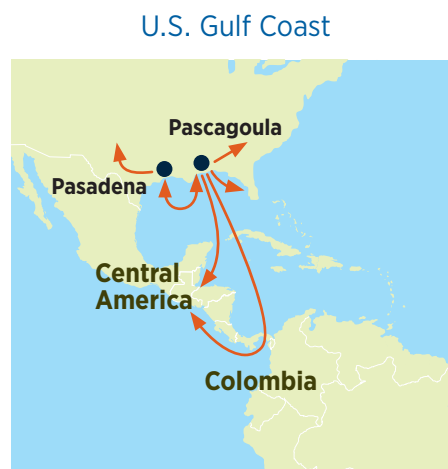 U.S. Gulf Coast
Pascagoula
Pasadena
Central
America
Colombia